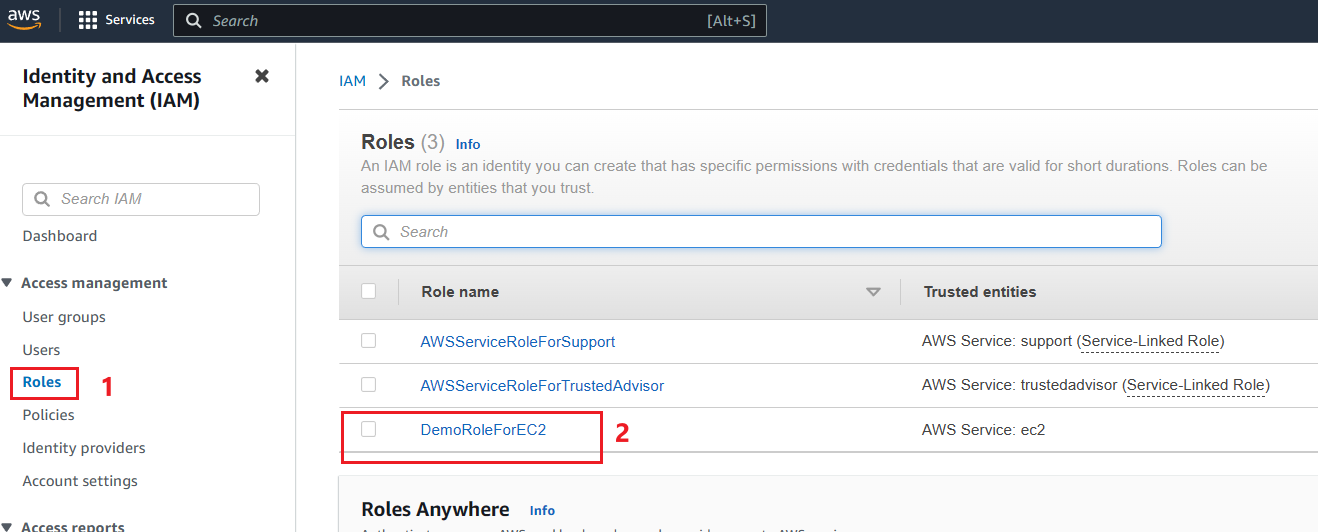 aws
Services
Search
[Alt+S]
Identity and Access
Management (IAM)
Search IAM
Dashboard
Access management
User groups
Users
Roles
1
Policies
Identity providers
Account settings
Access reports
IAM
Roles
Roles (3) Info
An IAM role is an identity you can create that has specific permissions with credentials that are valid for short durations. Roles can be
assumed by entities that you trust.
Search
Role name
Trusted entities
AWSServiceRoleForSupport
AWS Service: support (Service-Linked Role)
AWSServiceRoleForTrustedAdvisor
AWS Service: trustedadvisor (Service-Linked Role)
DemoRoleForEC2
2
AWS Service: ec2
Roles Anywhere Info